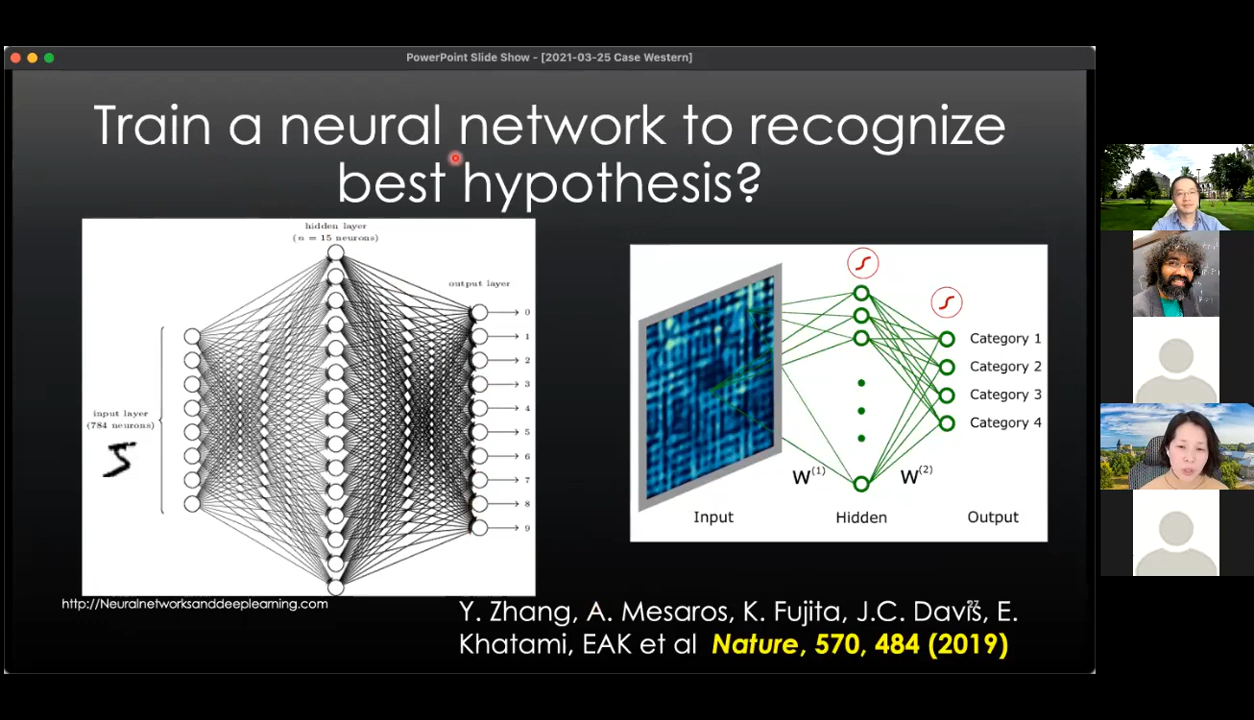 PowerPoint Slide Show - [2021-03-25 Case Western]
Train a neural network to recognize
best hypothesis?
hidden layer
(n = 15 neurons)
output layer
input layer
(784 neurons)
5
0
1
2
3
4
5
6
7
8
9
http://Neuralnetworksanddeeplearning.com
Category 1
Category 2
Category 3
Category 4
W(1)
W(2)
Input
Hidden
Output
Y. Zhang, A. Mesaros, K. Fujita, J.C. Davis, E.
Khatami, EAK et al Nature, 570, 484 (2019)